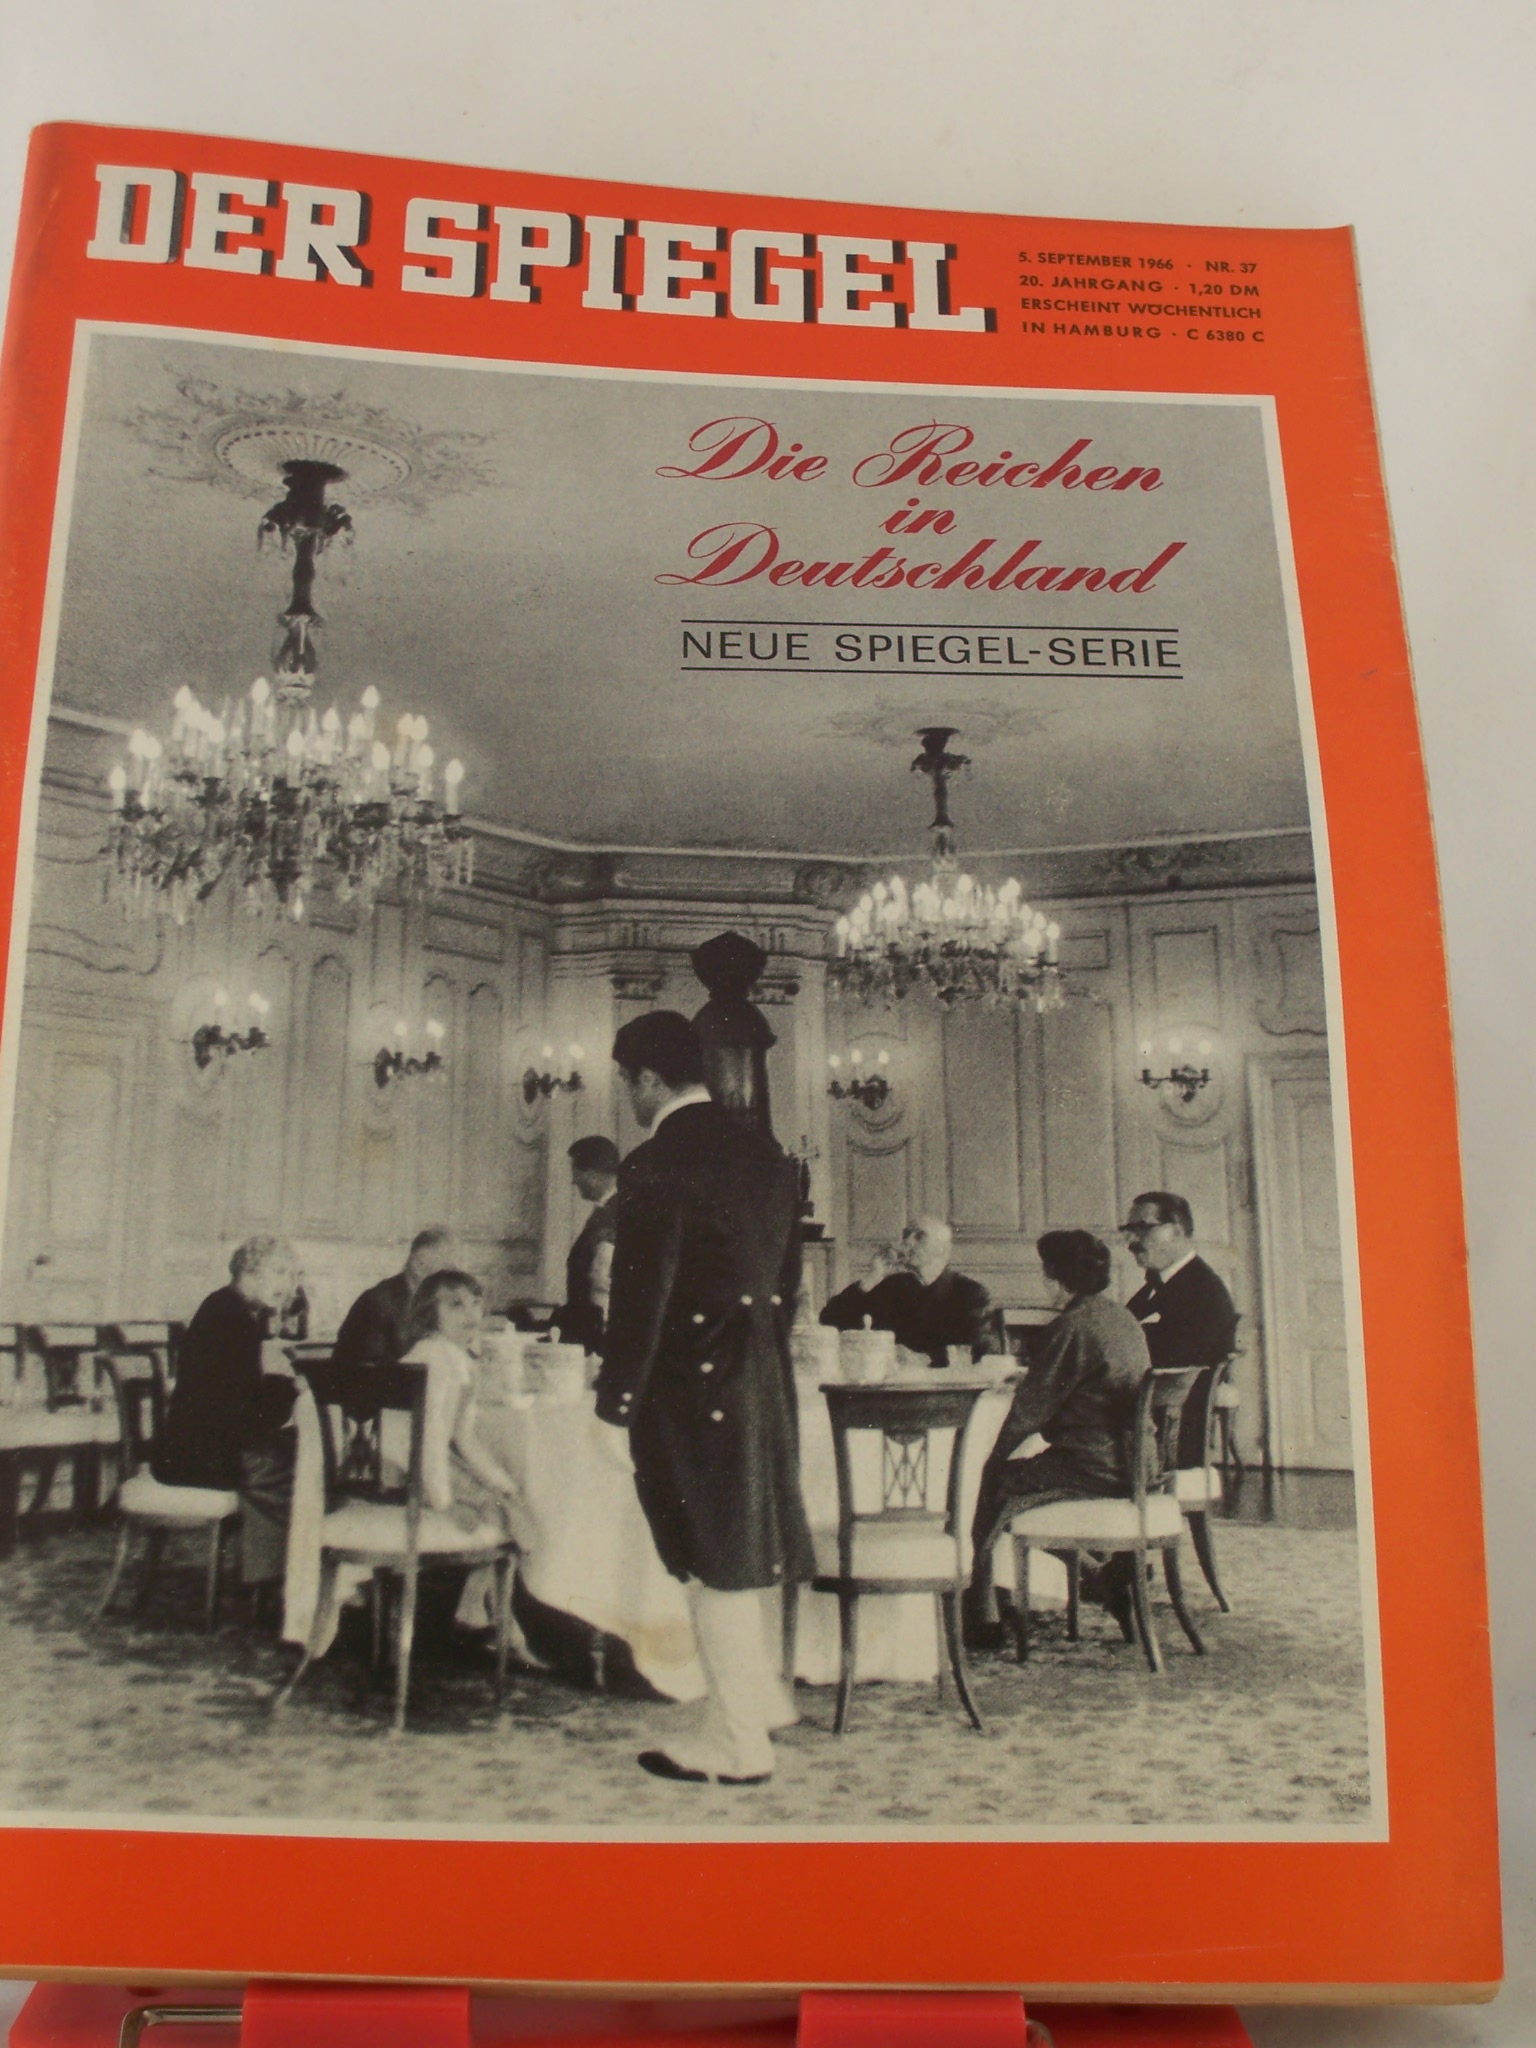 DER SPIEGEL
5. SEPTEMBER 1966 · NR. 37
20. JAHRGANG · 1,20 DM
ERSCHEINT WÖCHENTLICH
IN HAMBURG · C 6380 C
Die Reichen
in
Deutschland
NEUE SPIEGEL-SERIE